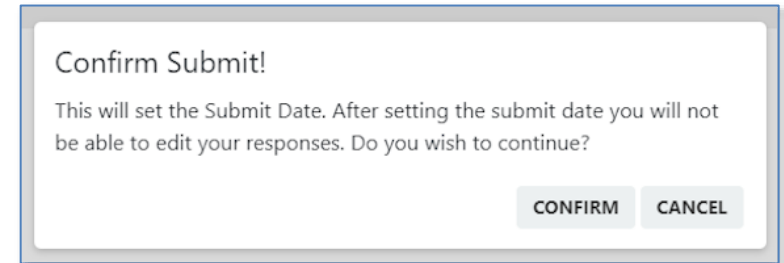 Confirm Submit!
This will set the Submit Date. After setting the submit date you will not
be able to edit your responses. Do you wish to continue?
CONFIRM CANCEL